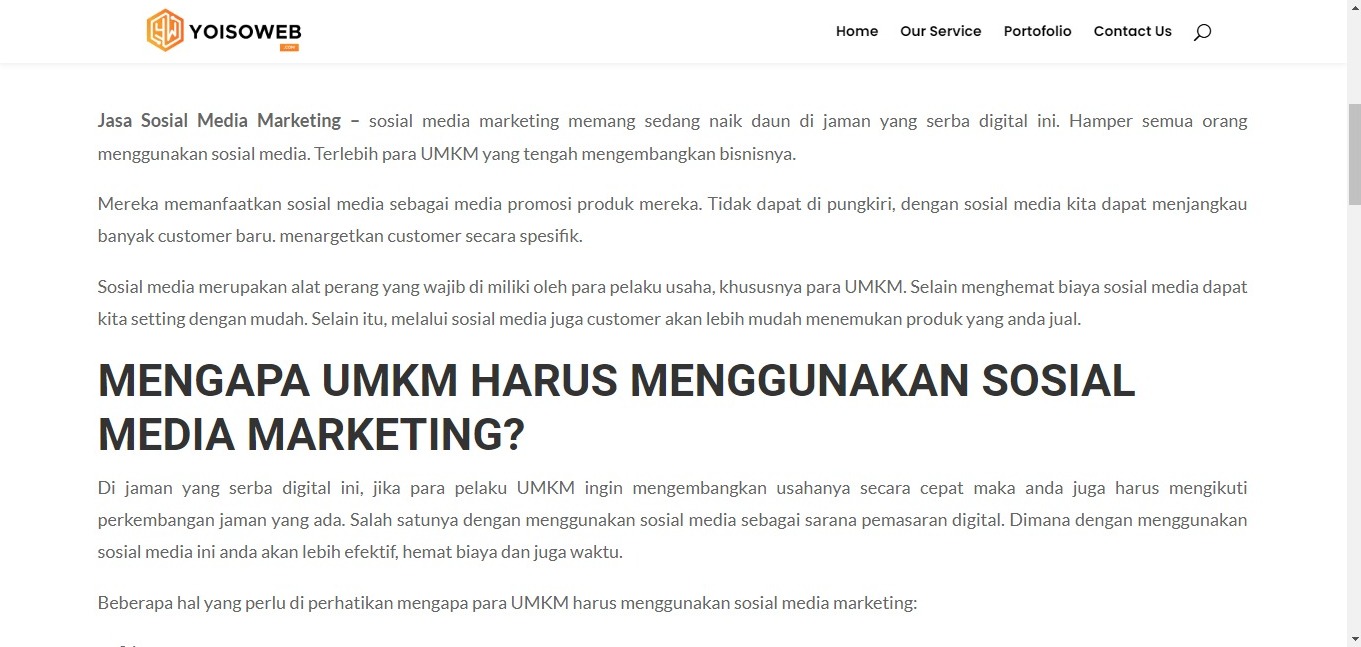 YOISOWEB
.COM
Home Our Service Portofolio Contact Us
Jasa Sosial Media Marketing – sosial media marketing memang sedang naik daun di jaman yang serba digital ini. Hamper semua orang
menggunakan sosial media. Terlebih para UMKM yang tengah mengembangkan bisnisnya.
Mereka memanfaatkan sosial media sebagai media promosi produk mereka. Tidak dapat di pungkiri, dengan sosial media kita dapat menjangkau
banyak customer baru. menargetkan customer secara spesifik.
Sosial media merupakan alat perang yang wajib di miliki oleh para pelaku usaha, khususnya para UMKM. Selain menghemat biaya sosial media dapat
kita setting dengan mudah. Selain itu, melalui sosial media juga customer akan lebih mudah menemukan produk yang anda jual.
MENGAPA UMKM HARUS MENGGUNAKAN SOSIAL
MEDIA MARKETING?
Di jaman yang serba digital ini, jika para pelaku UMKM ingin mengembangkan usahanya secara cepat maka anda juga harus mengikuti
perkembangan jaman yang ada. Salah satunya dengan menggunakan sosial media sebagai sarana pemasaran digital. Dimana dengan menggunakan
sosial media ini anda akan lebih efektif, hemat biaya dan juga waktu.
Beberapa hal yang perlu di perhatikan mengapa para UMKM harus menggunakan sosial media marketing: